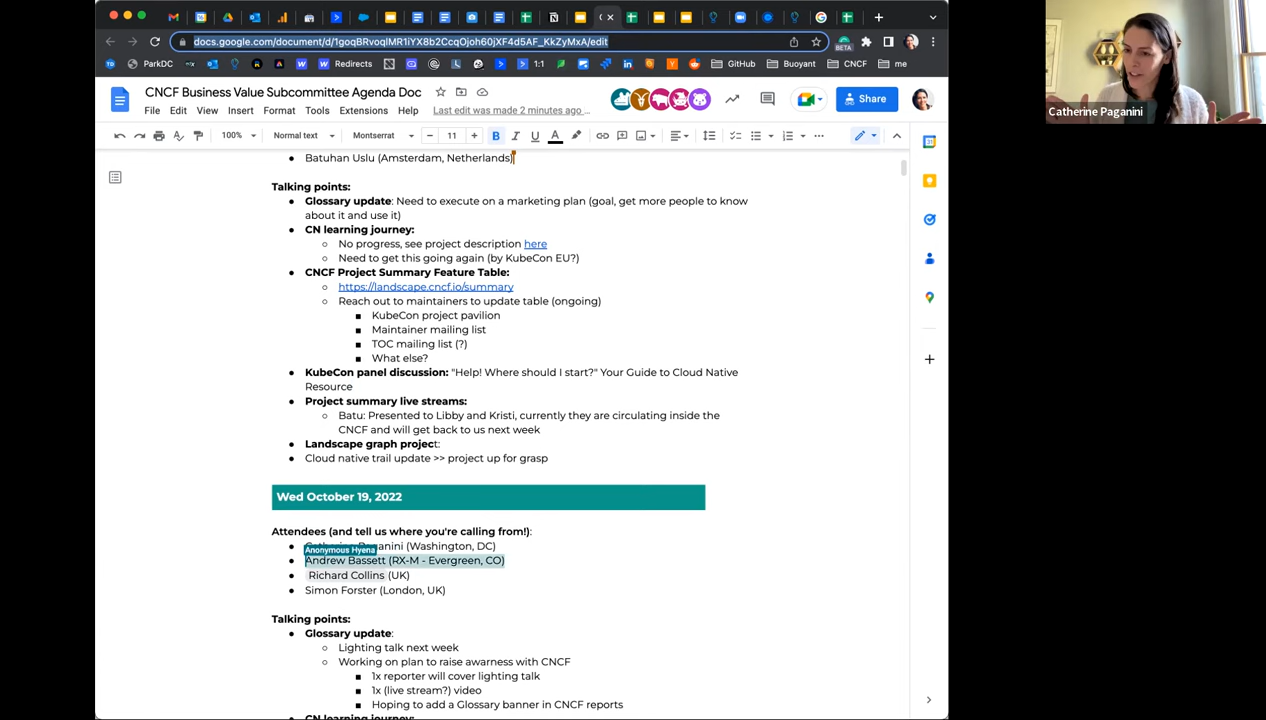 docs.google.com/document/d/1goqBRvoqIMR1iYX8b2CcqOjoh60jXF4d5AF_KkZyMxA/edit
BETA
ParkDC
Redirects
1:1
GitHub
Buoyant
CNCF
me
CNCF Business Value Subcommittee Agenda Doc
File Edit View Insert Format Tools Extensions Help Last edit was made 2 minutes ago ...
Share
100% Normal text Montserrat 11
Batuhan Uslu (Amsterdam, Netherlands)
Talking points:
Glossary update: Need to execute on a marketing plan (goal, get more people to know
about it and use it)
CN learning journey:
No progress, see project description here
Need to get this going again (by KubeCon EU?)
CNCF Project Summary Feature Table:
https://landscape.cncf.io/summary
Reach out to maintainers to update table (ongoing)
KubeCon project pavilion
Maintainer mailing list
TOC mailing list (?)
What else?
KubeCon panel discussion: "Help! Where should I start?" Your Guide to Cloud Native
Resource
Project summary live streams:
Batu: Presented to Libby and Kristi, currently they are circulating inside the
CNCF and will get back to us next week
Landscape graph project:
Cloud native trail update >> project up for grasp
Wed October 19, 2022
Attendees (and tell us where you're calling from!):
Paganini (Washington, DC)
Anonymous Hyena
Andrew Bassett (RX-M - Evergreen, CO)
Richard Collins (UK)
Simon Forster (London, UK)
Talking points:
Glossary update:
Lighting talk next week
Working on plan to raise awarness with CNCF
1x reporter will cover lighting talk
1x (live stream?) video
Hoping to add a Glossary banner in CNCF reports
CN learning journey:
Catherine Paganini